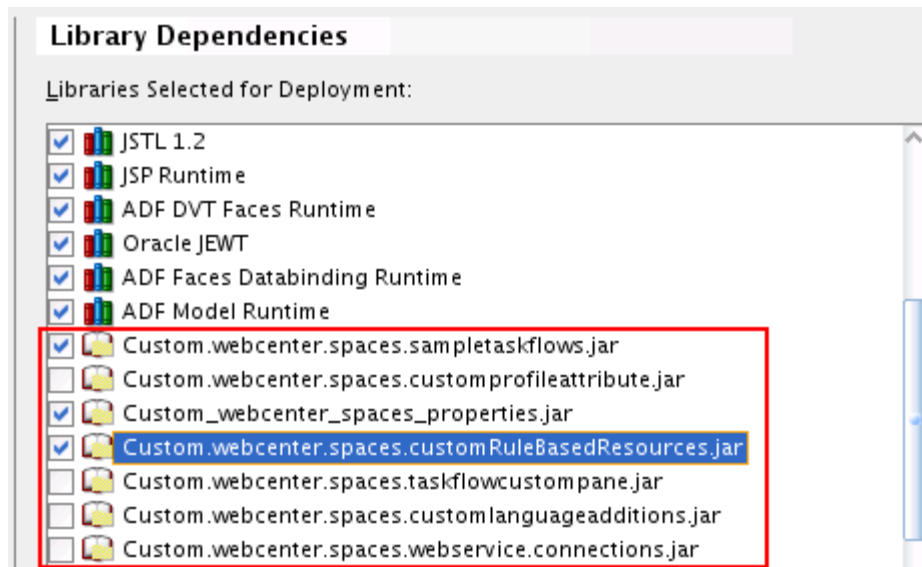 Library Dependencies
Libraries Selected for Deployment:
JSTL 1.2
JSP Runtime
ADF DVT Faces Runtime
Oracle JEWT
ADF Faces Databinding Runtime
ADF Model Runtime
Custom.webcenter.spaces.sampletaskflows.jar
Custom.webcenter.spaces.customprofileattribute.jar
Custom_webcenter_spaces_properties.jar
Custom.webcenter.spaces.customRuleBasedResources.jar
Custom.webcenter.spaces.taskflowcustompane.jar
Custom.webcenter.spaces.customlanguageadditions.jar
Custom.webcenter.spaces.webservice.connections.jar